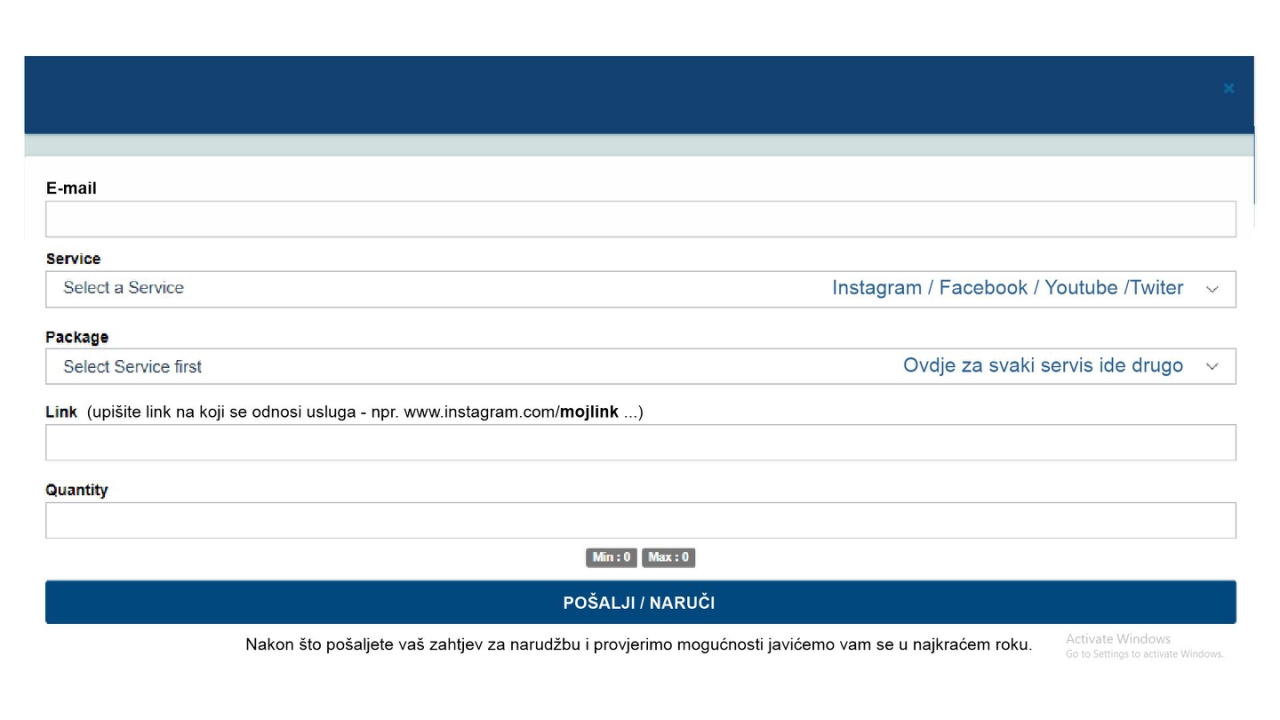 ×
E-mail
Service
Select a Service Instagram / Facebook / Youtube /Twiter
Package
Select Service first Ovdje za svaki servis ide drugo
Link (upišite link na koji se odnosi usluga - npr. www.instagram.com/mojlink ...)
Quantity
Min : 0 Max : 0
POŠALJI / NARUČI
Nakon što pošaljete vaš zahtjev za narudžbu i provjerimo mogućnosti javićemo vam se u najkraćem roku.
Activate Windows
Go to Settings to activate Windows.